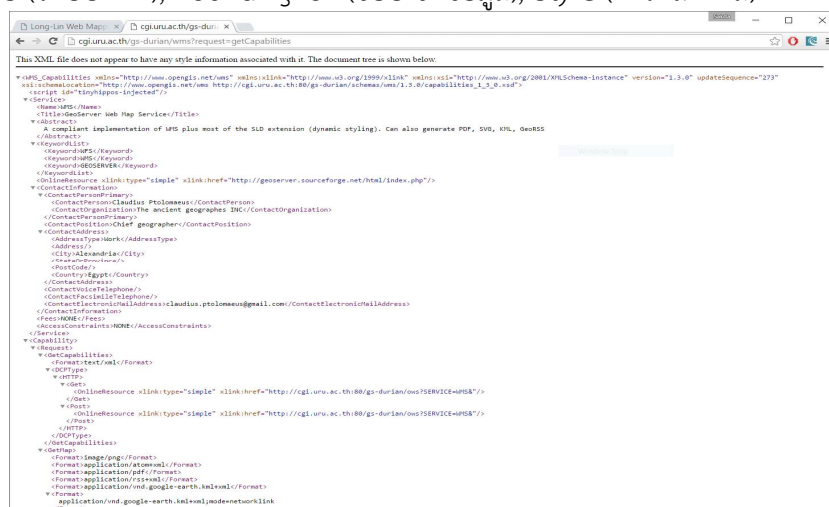 Long-Lin Web Mapp
cgi.uru.ac.th/gs-durian
cgi.uru.ac.th/gs-durian/wms?request=getCapabilities
This XML file does not appear to have any style information associated with it. The document tree is shown below.
▼<WMS_Capabilities xmlns="http://www.opengis.net/wms" xmlns:xlink="http://www.w3.org/1999/xlink" xmlns:xsi="http://www.w3.org/2001/XMLSchema-instance" version="1.3.0" updateSequence="273"
xsi:schemaLocation="http://www.opengis.net/wms http://cgi.uru.ac.th:80/gs-durian/schemas/wms/1.3.0/capabilities_1_3_0.xsd">
<script id="tinyhippos-injected"/>
▼<Service>
<Name>WMS</Name>
<Title>GeoServer Web Map Service</Title>
▼<Abstract>
A compliant implementation of WMS plus most of the SLD extension (dynamic styling). Can also generate PDF, SVG, KML, GeoRSS
</Abstract>
▼<KeywordList>
<Keyword>WFS</Keyword>
<Keyword>WMS</Keyword>
<Keyword>GEOSERVER</Keyword>
</KeywordList>
<OnlineResource xlink:type="simple" xlink:href="http://geoserver.sourceforge.net/html/index.php"/>
▼<ContactInformation>
▼<ContactPersonPrimary>
<ContactPerson>Claudius Ptolomaeus</ContactPerson>
<ContactOrganization>The ancient geographes INC</ContactOrganization>
</ContactPersonPrimary>
<ContactPosition>Chief geographer</ContactPosition>
▼<ContactAddress>
<AddressType>Work</AddressType>
<Address/>
<City>Alexandria</City>
<StateOrProvince/>
<PostCode/>
<Country>Egypt</Country>
</ContactAddress>
<ContactVoiceTelephone/>
<ContactFacsimileTelephone/>
<ContactElectronicMailAddress>claudius.ptolomaeus@gmail.com</ContactElectronicMailAddress>
</ContactInformation>
<Fees>NONE</Fees>
<AccessConstraints>NONE</AccessConstraints>
</Service>
▼<Capability>
▼<Request>
▼<GetCapabilities>
<Format>text/xml</Format>
▼<DCPType>
▼<HTTP>
▼<Get>
<OnlineResource xlink:type="simple" xlink:href="http://cgi.uru.ac.th:80/gs-durian/ows?SERVICE=WMS&"/>
</Get>
▼<Post>
<OnlineResource xlink:type="simple" xlink:href="http://cgi.uru.ac.th:80/gs-durian/ows?SERVICE=WMS&"/>
</Post>
</HTTP>
</DCPType>
</GetCapabilities>
▼<GetMap>
<Format>image/png</Format>
<Format>application/atom+xml</Format>
<Format>application/pdf</Format>
<Format>application/rss+xml</Format>
<Format>application/vnd.google-earth.kml+xml</Format>
▼<Format>
application/vnd.google-earth.kml+xml;mode=networklink